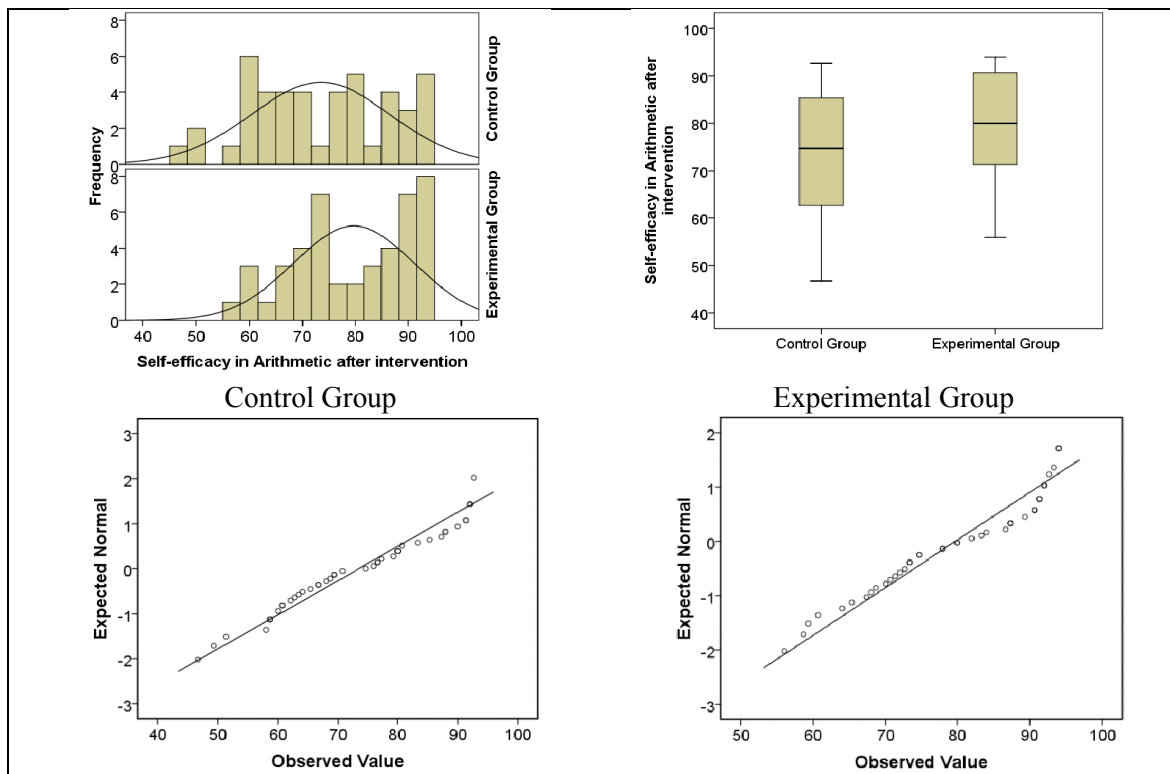 8
6
4
2
0
Control Group
Frequency
8
6
4
2
0
Experimental Group
40 50 60 70 80 90 100
Self-efficacy in Arithmetic after intervention
100
90
80
70
60
50
40
Self-efficacy in Arithmetic after
intervention
Control Group Experimental Group
Control Group
3
2
1
0
-1
-2
-3
Expected Normal
40 50 60 70 80 90 100
Observed Value
Experimental Group
2
1
0
-1
-2
-3
Expected Normal
50 60 70 80 90 100
Observed Value